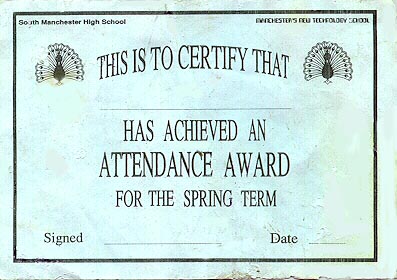 South Manchester High School
MANCHESTER'S NEW TECHNOLOGY SCHOOL
THIS IS TO CERTIFY THAT
HAS ACHIEVED AN
ATTENDANCE AWARD
FOR THE SPRING TERM
Signed Date